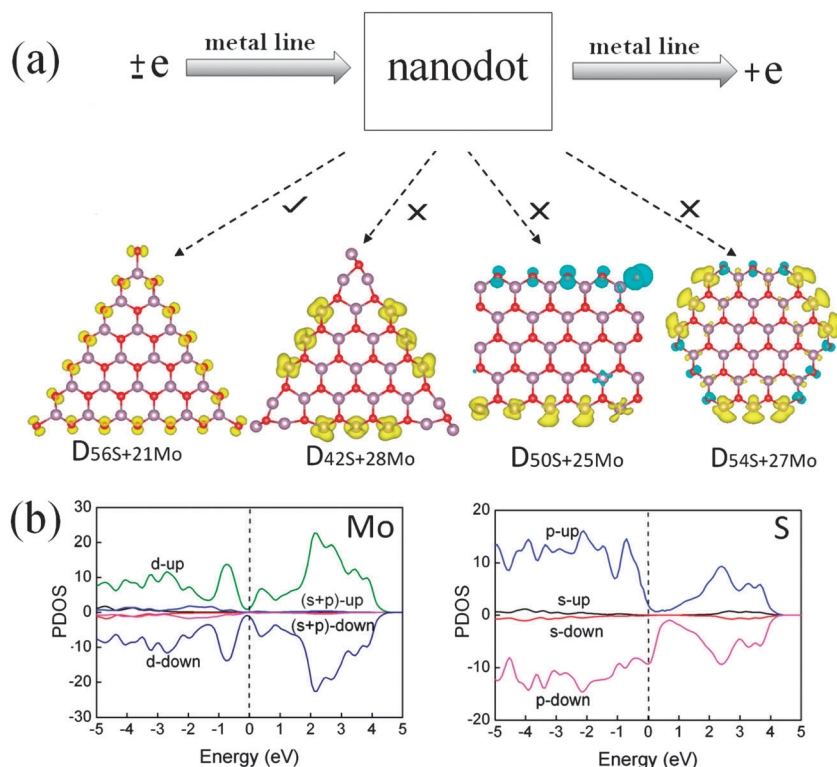 (a)
± e
metal line
nanodot
metal line
+e
✓
×
×
×
D56S+21Mo
D42S+28Mo
D50S+25Mo
D54S+27Mo
(b)
30
20
10
0
-10
-20
-30
PDOS
Mo
d-up
(s+p)-up
(s+p)-down
d-down
-5 -4 -3 -2 -1 0 1 2 3 4 5
Energy (eV)
20
10
0
-10
-20
PDOS
S
p-up
s-up
s-down
p-down
-5 -4 -3 -2 -1 0 1 2 3 4 5
Energy (eV)